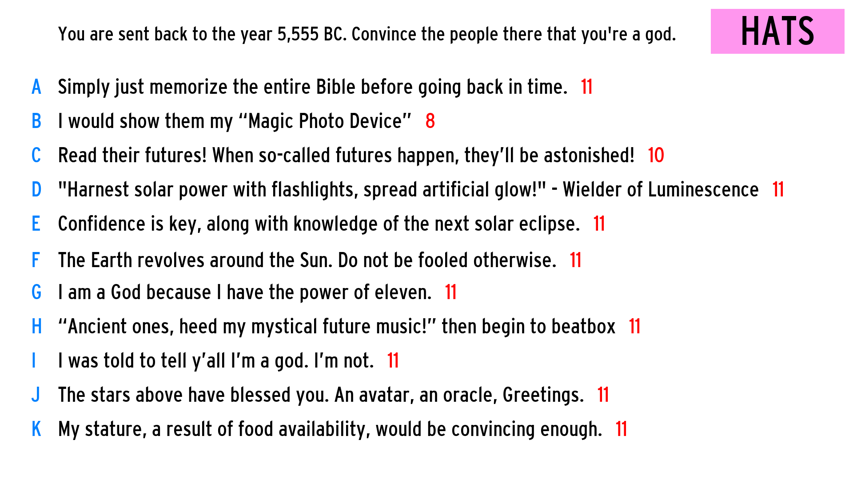 You are sent back to the year 5,555 BC. Convince the people there that you're a god.
HATS
A Simply just memorize the entire Bible before going back in time. 11
B I would show them my “Magic Photo Device” 8
C Read their futures! When so-called futures happen, they’ll be astonished! 10
D "Harnest solar power with flashlights, spread artificial glow!" - Wielder of Luminescence 11
E Confidence is key, along with knowledge of the next solar eclipse. 11
F The Earth revolves around the Sun. Do not be fooled otherwise. 11
G I am a God because I have the power of eleven. 11
H “Ancient ones, heed my mystical future music!” then begin to beatbox 11
I I was told to tell y’all I’m a god. I’m not. 11
J The stars above have blessed you. An avatar, an oracle, Greetings. 11
K My stature, a result of food availability, would be convincing enough. 11